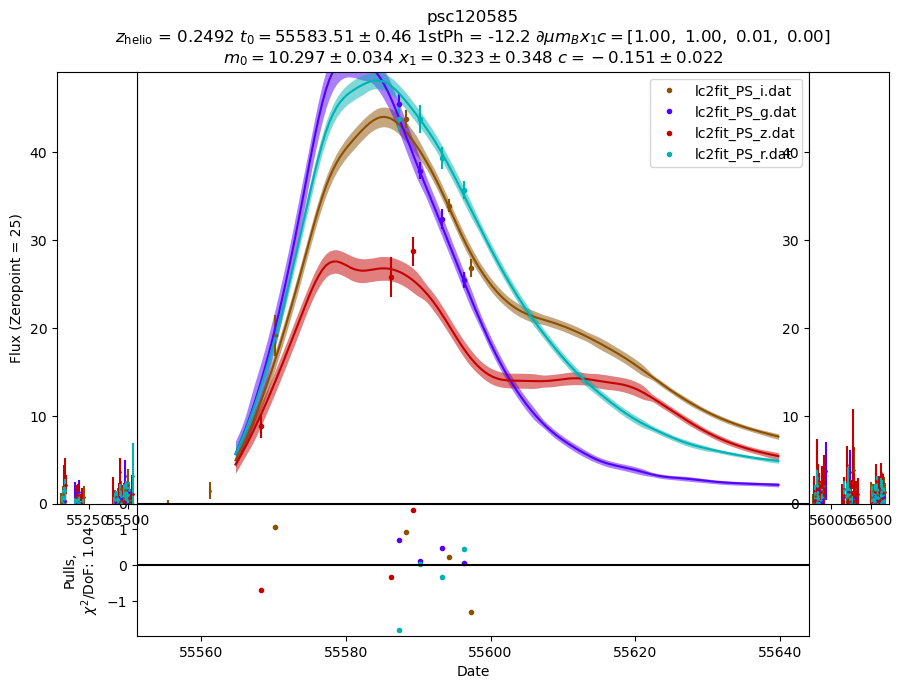 psc120585
z_helio = 0.2492 t_0 = 55583.51 ± 0.46 1stPh = -12.2 ∂μm_Bx_1c = [1.00, 1.00, 0.01, 0.00]
m_0 = 10.297 ± 0.034 x_1 = 0.323 ± 0.348 c = −0.151 ± 0.022
lc2fit_PS_i.dat
lc2fit_PS_g.dat
lc2fit_PS_z.dat
lc2fit_PS_r.dat
Flux (Zeropoint = 25)
40
30
20
10
0
40
30
20
10
0
55250 55500
56000 56500
Pulls,
χ²/DoF: 1.04
1
0
−1
55560 55580 55600 55620 55640
Date